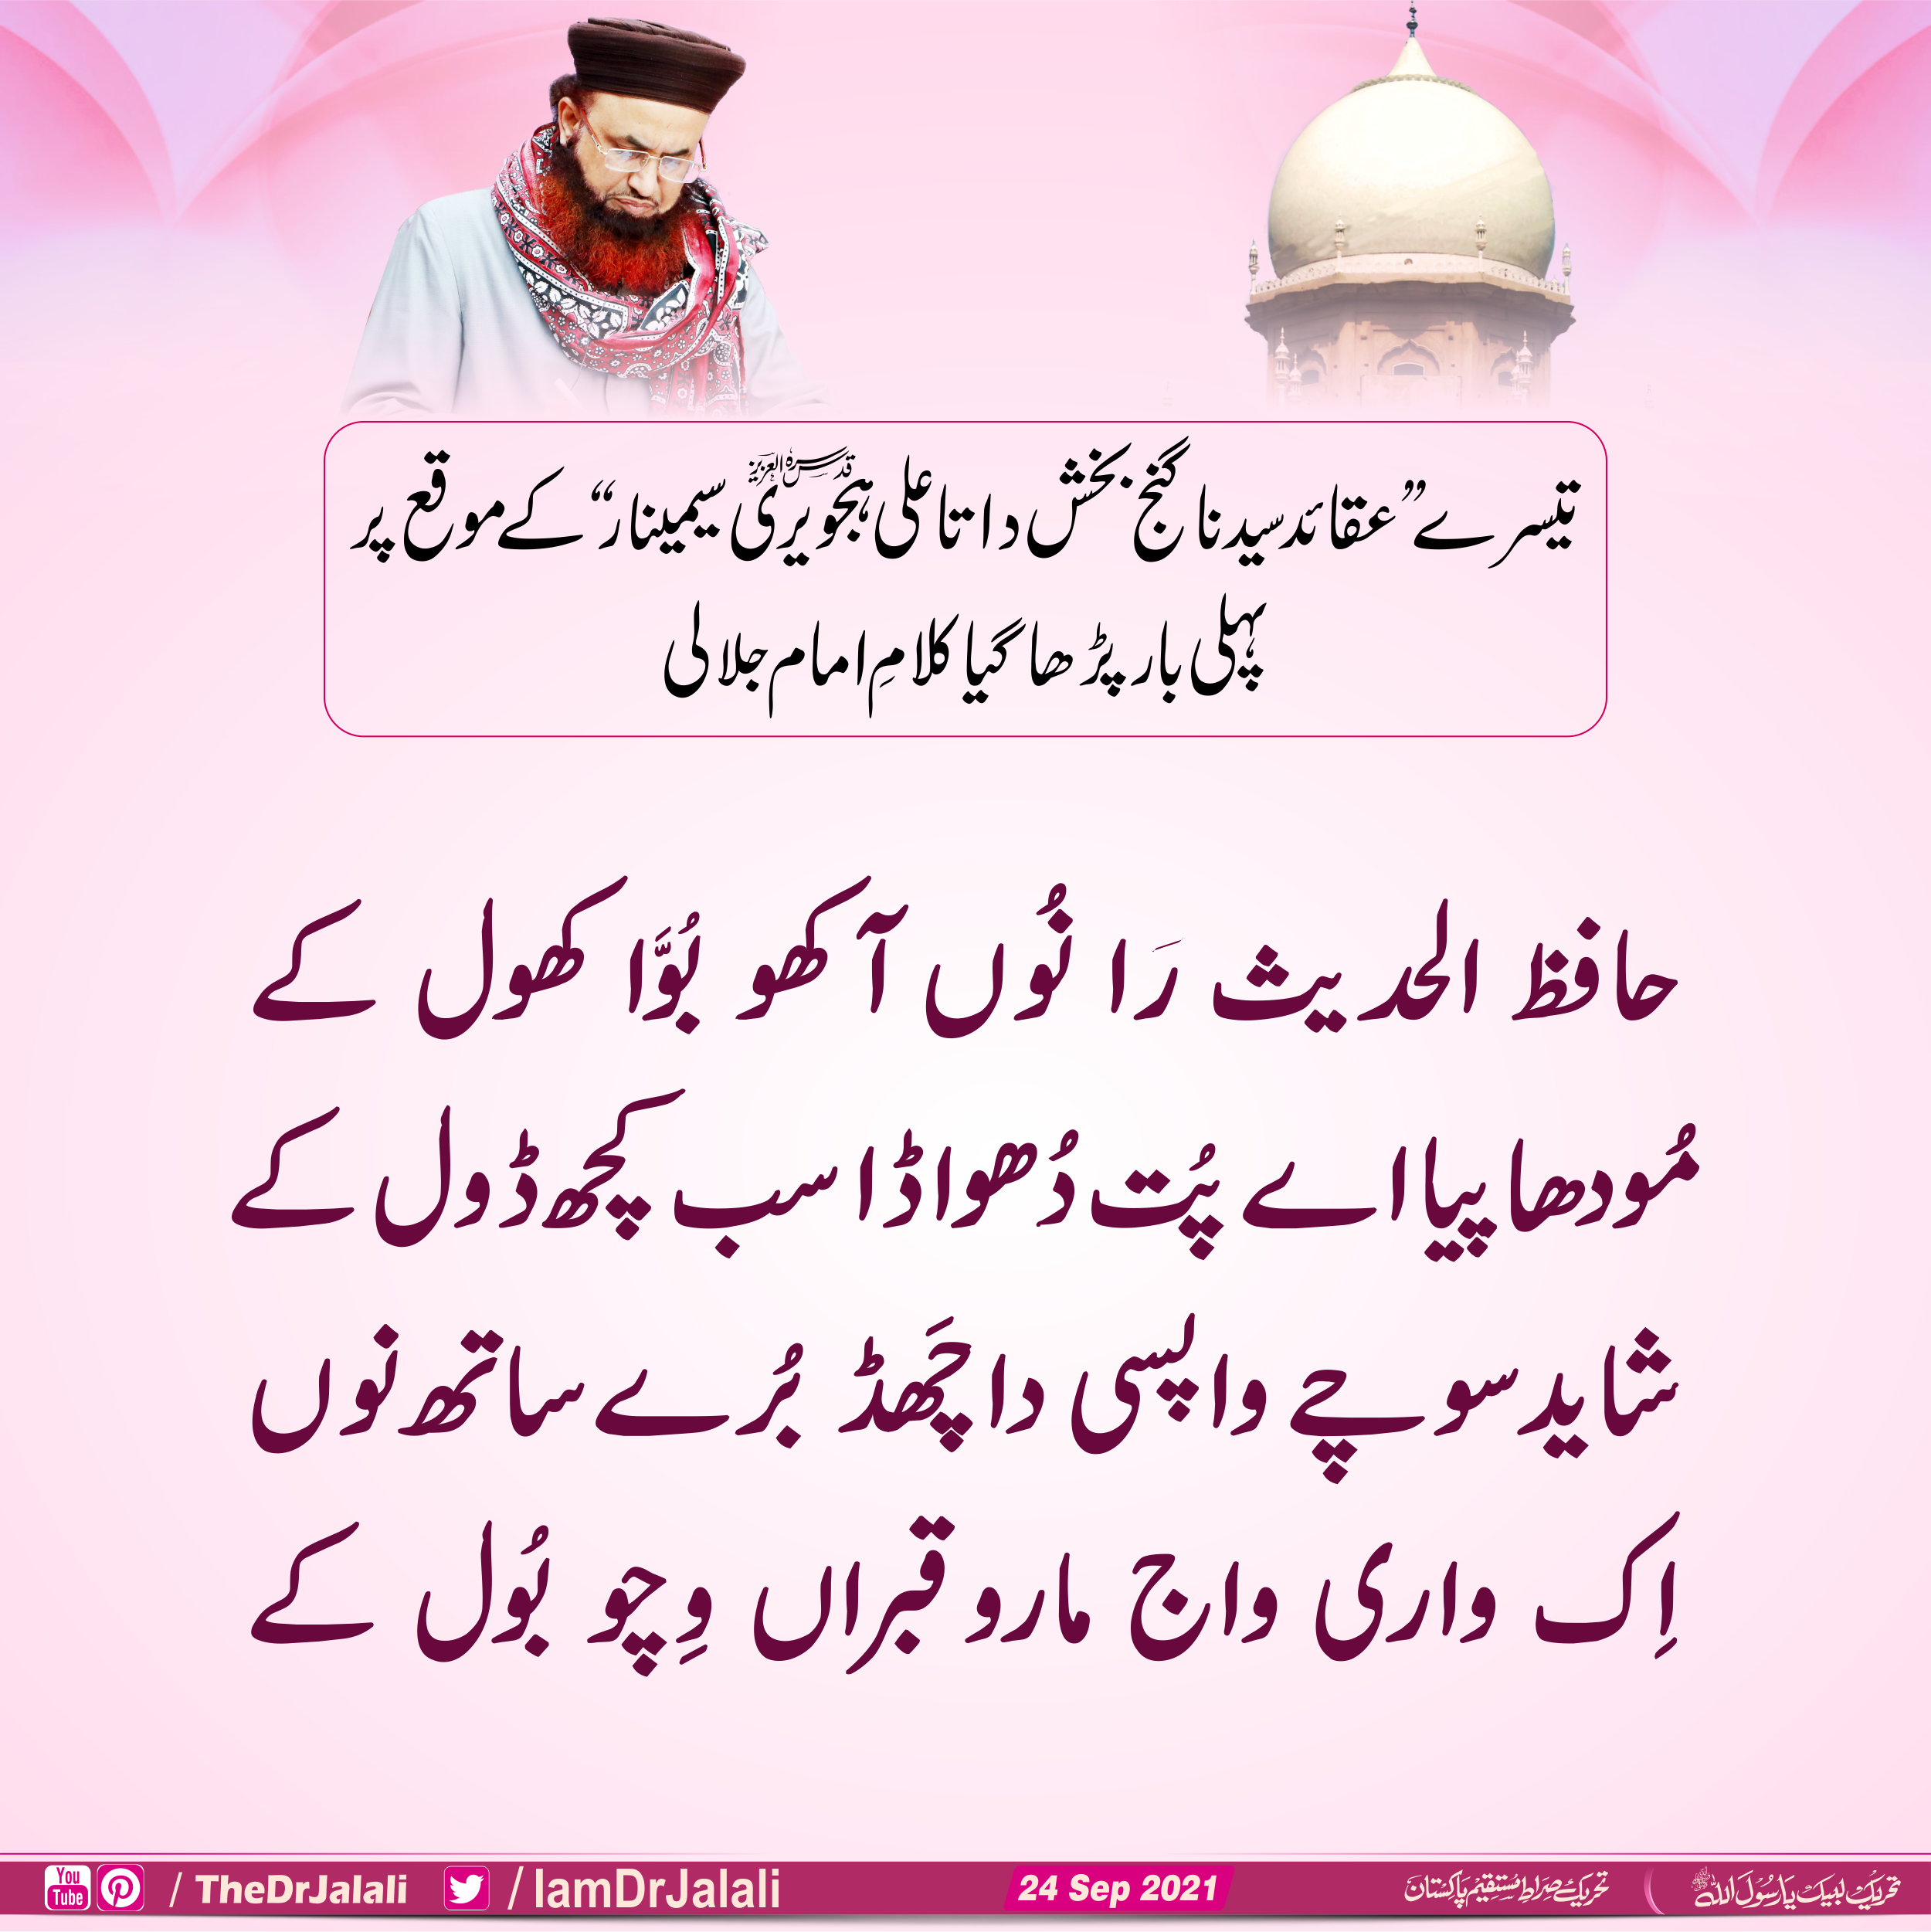 تیسرے ”عقائد سیدنا گنج بخش داتا علی ہجویری قدس سرہ العزیز سیمینار“ کے موقع پر
پہلی بار پڑھا گیا کلامِ امام جلالی
حافظ الحدیث رَا نُوں آکھو بُوَّا کھول کے
مُودھا پیا اے پُت دُھواڈا سب کچھ ڈول کے
شاید سوچے واپسی دا چَھڈ بُرے ساتھ نوں
اِک واری واج مارو قبراں وِچو بُول کے
You Tube / TheDrJalali / IamDrJalali 24 Sep 2021 تحریک صراط مستقیم پاکستان تحریک لبیک یارسول اللہ ﷺ